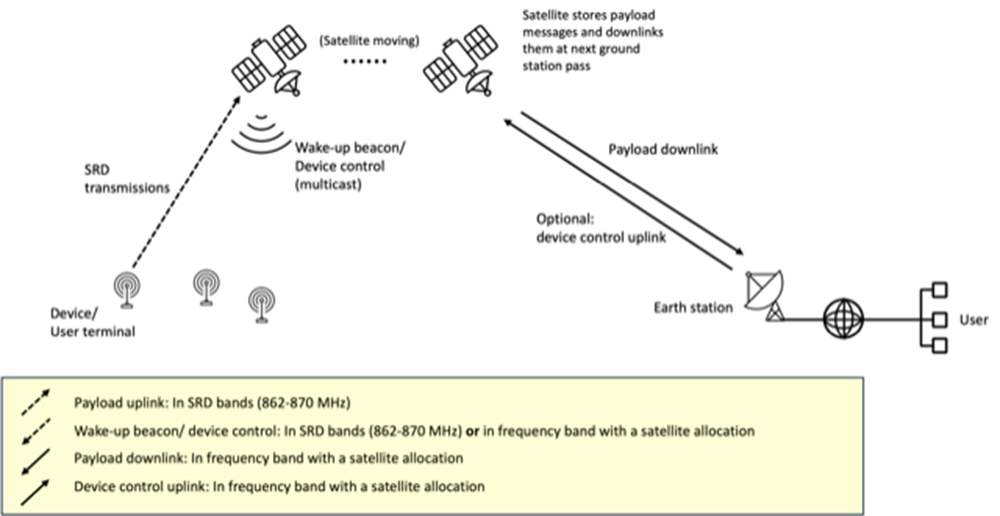 Satellite stores payload
messages and downlinks
them at next ground
station pass
(Satellite moving)
......
Wake-up beacon/
Device control
(multicast)
SRD
transmissions
Payload downlink
Optional:
device control uplink
Device/
User terminal
Earth station
User
Payload uplink: In SRD bands (862-870 MHz)
Wake-up beacon/ device control: In SRD bands (862-870 MHz) or in frequency band with a satellite allocation
Payload downlink: In frequency band with a satellite allocation
Device control uplink: In frequency band with a satellite allocation